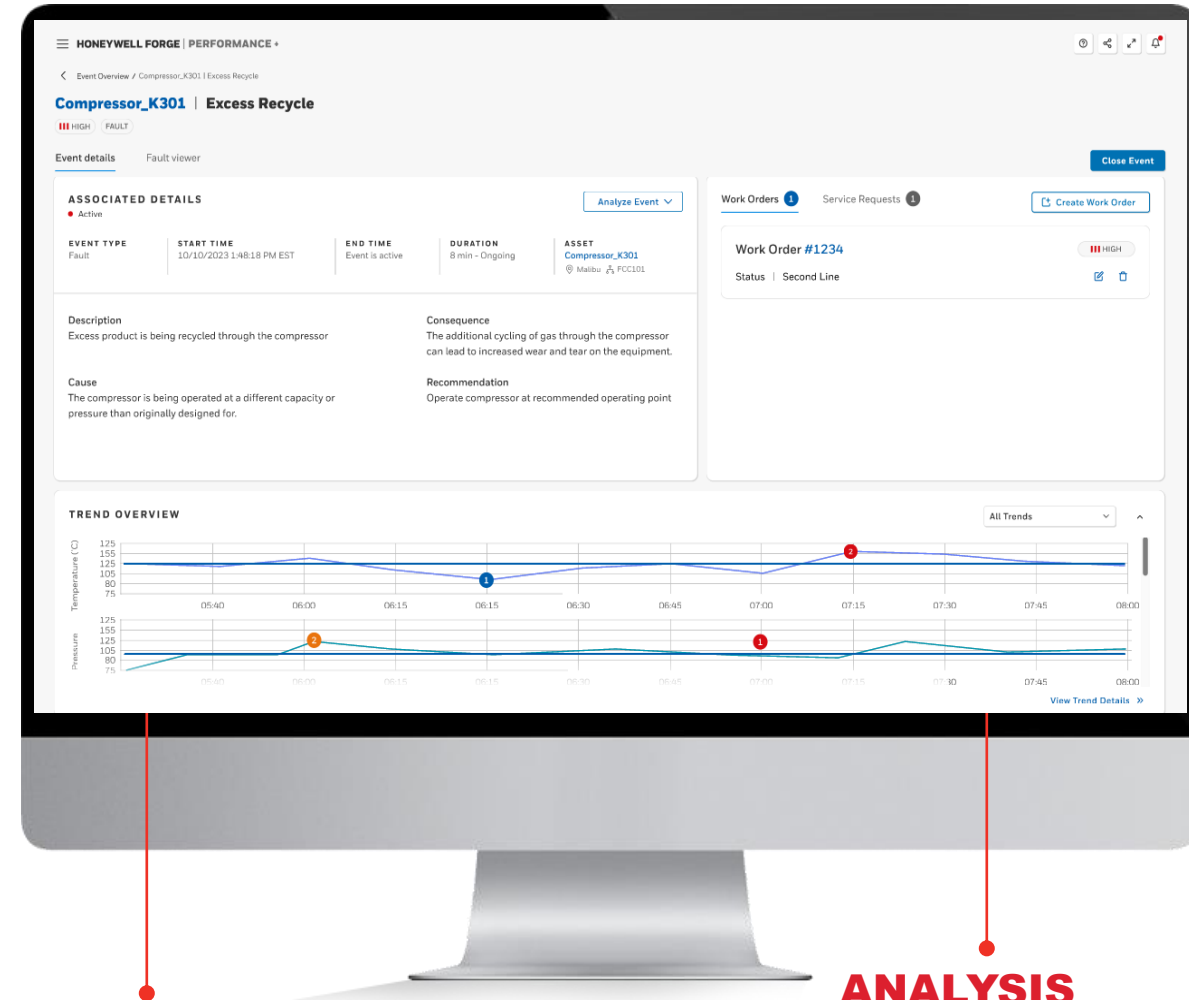 HONEYWELL FORGE | PERFORMANCE +
Event Overview / Compressor_K301 | Excess Recycle
Compressor_K301 | Excess Recycle
HIGH FAULT
Event details Fault viewer
Close Event
ASSOCIATED DETAILS
Active
Analyze Event
EVENT TYPE
Fault
START TIME
10/10/2023 1:48:18 PM EST
END TIME
Event is active
DURATION
8 min - Ongoing
ASSET
Compressor_K301
Malibu FCC101
Description
Excess product is being recycled through the compressor
Consequence
The additional cycling of gas through the compressor
can lead to increased wear and tear on the equipment.
Cause
The compressor is being operated at a different capacity or
pressure than originally designed for.
Recommendation
Operate compressor at recommended operating point
Work Orders 1 Service Requests 1
Create Work Order
Work Order #1234
HIGH
Status | Second Line
TREND OVERVIEW
All Trends
Temperature (°C)
125
155
125
105
80
75
1
2
05:40 06:00 06:15 06:15 06:30 06:45 07:00 07:15 07:30 07:45 08:00
Pressure
125
155
125
105
80
75
2
1
05:40 06:00 06:15 06:15 06:30 06:45 07:00 07:15 07:30 07:45 08:00
View Trend Details »
ANALYSIS